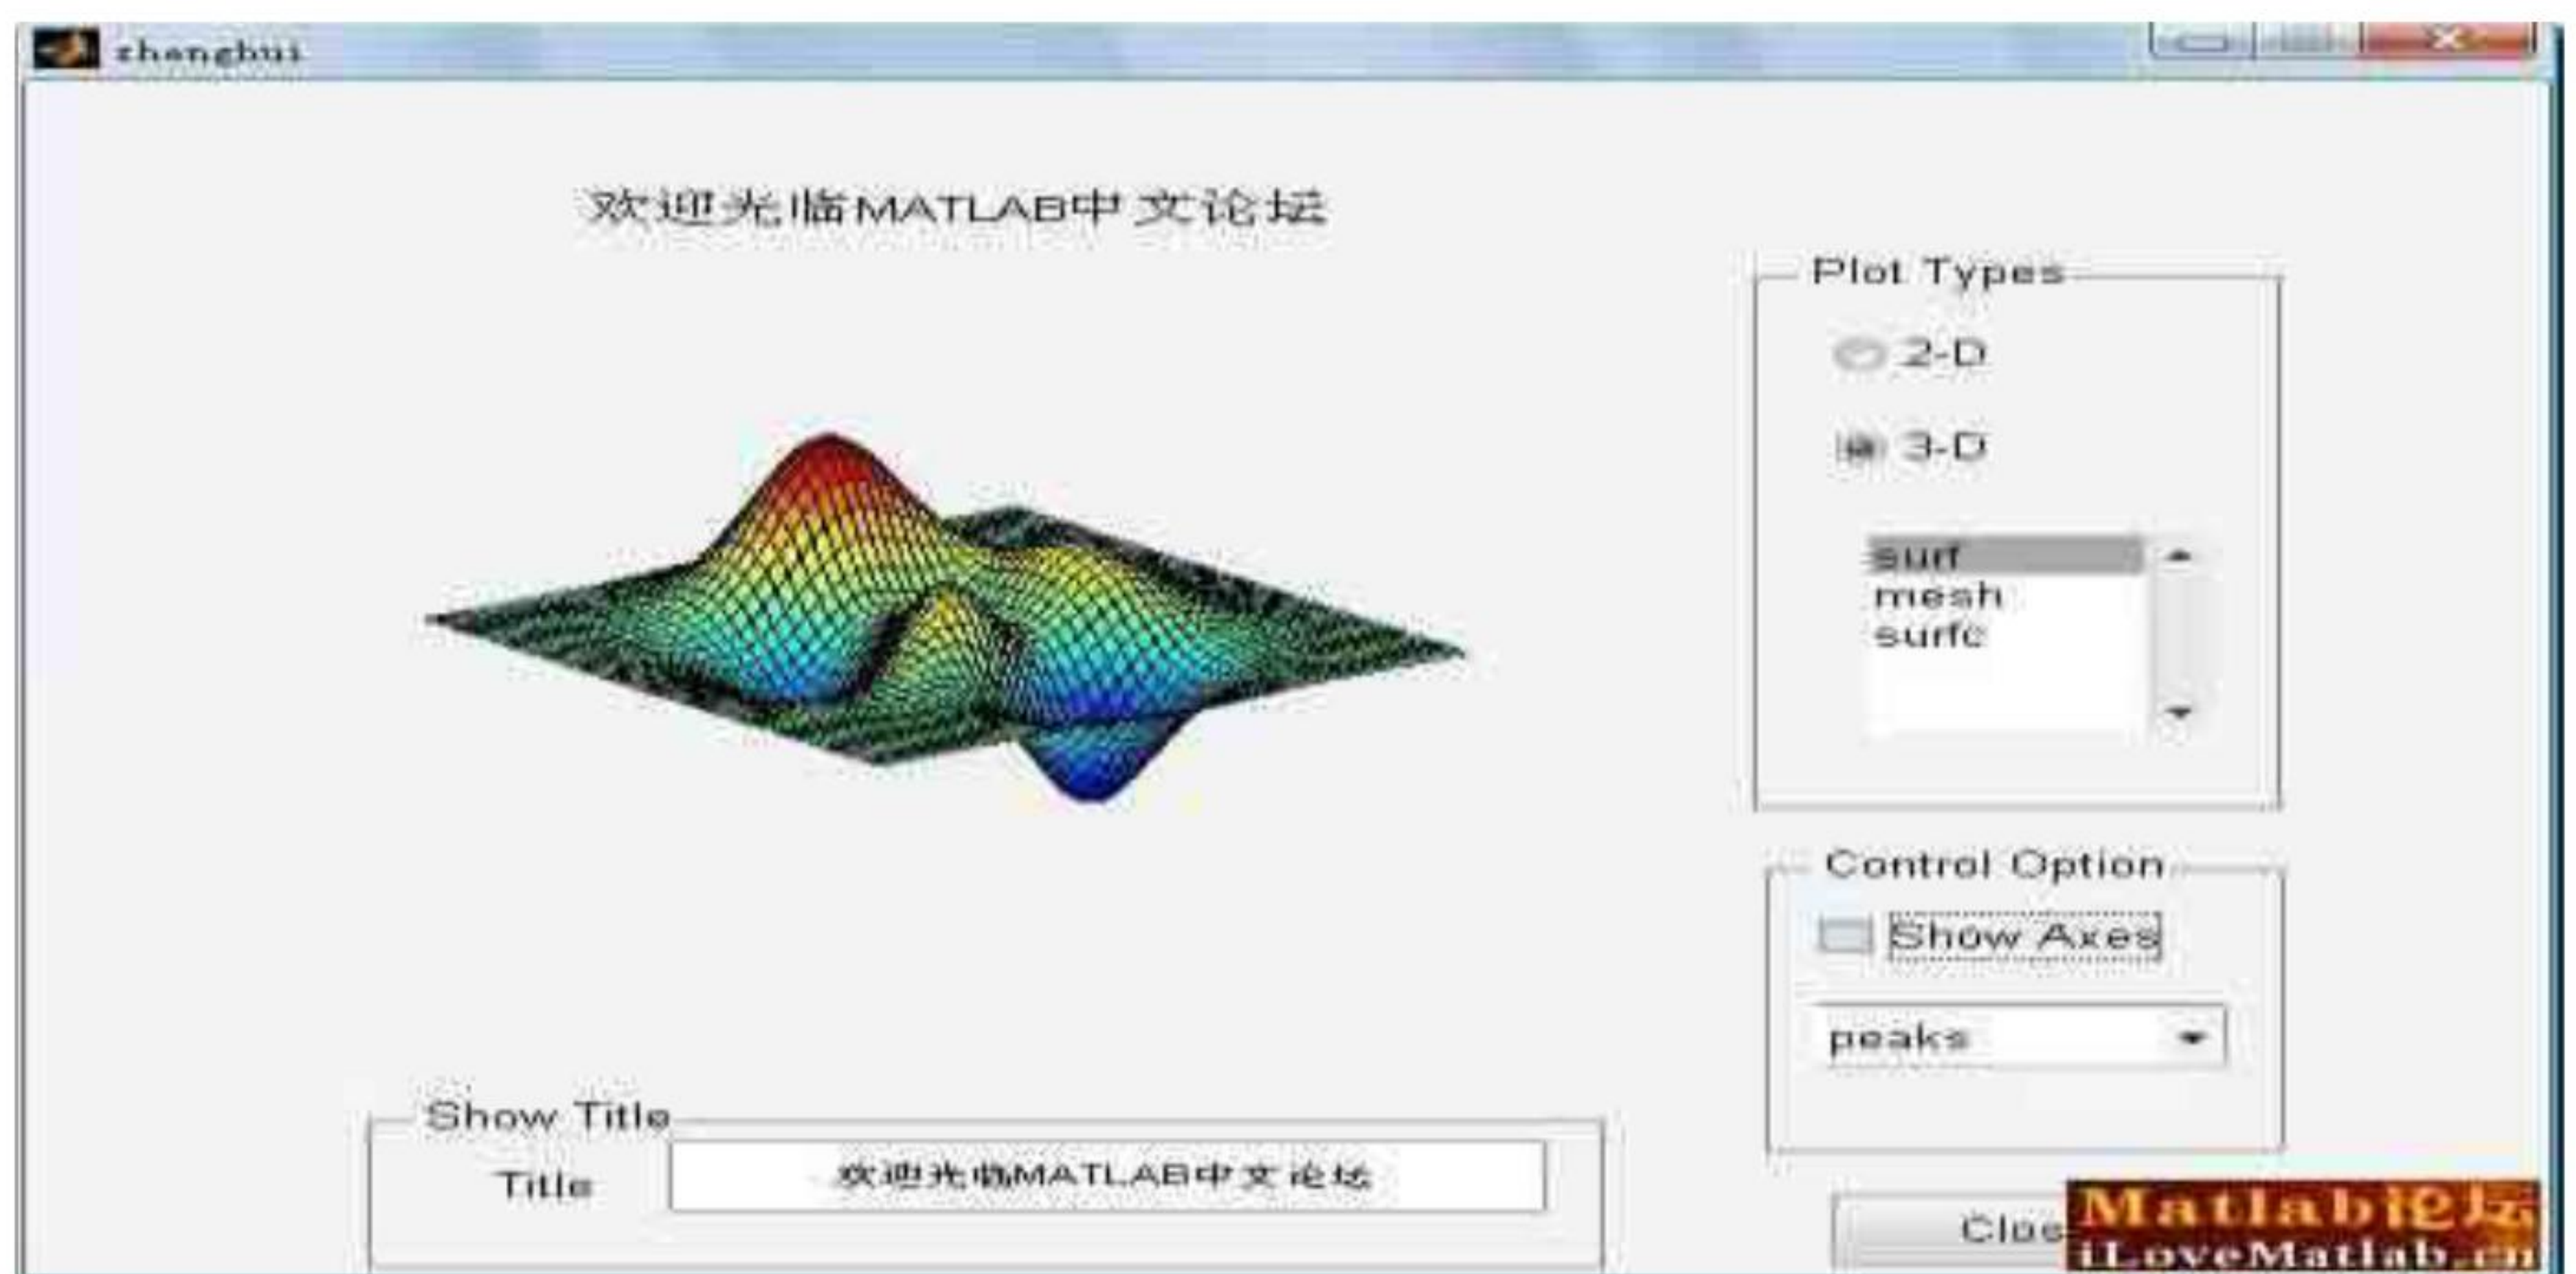 zhenghui
欢迎光临MATLAB中文论坛
Plot Types
2-D
3-D
surf
mesh
surfc
Control Option
Show Axes
peaks
Show Title
Title
欢迎光临MATLAB中文论坛
Clos
Matlab论坛
iLoveMatlab.cn